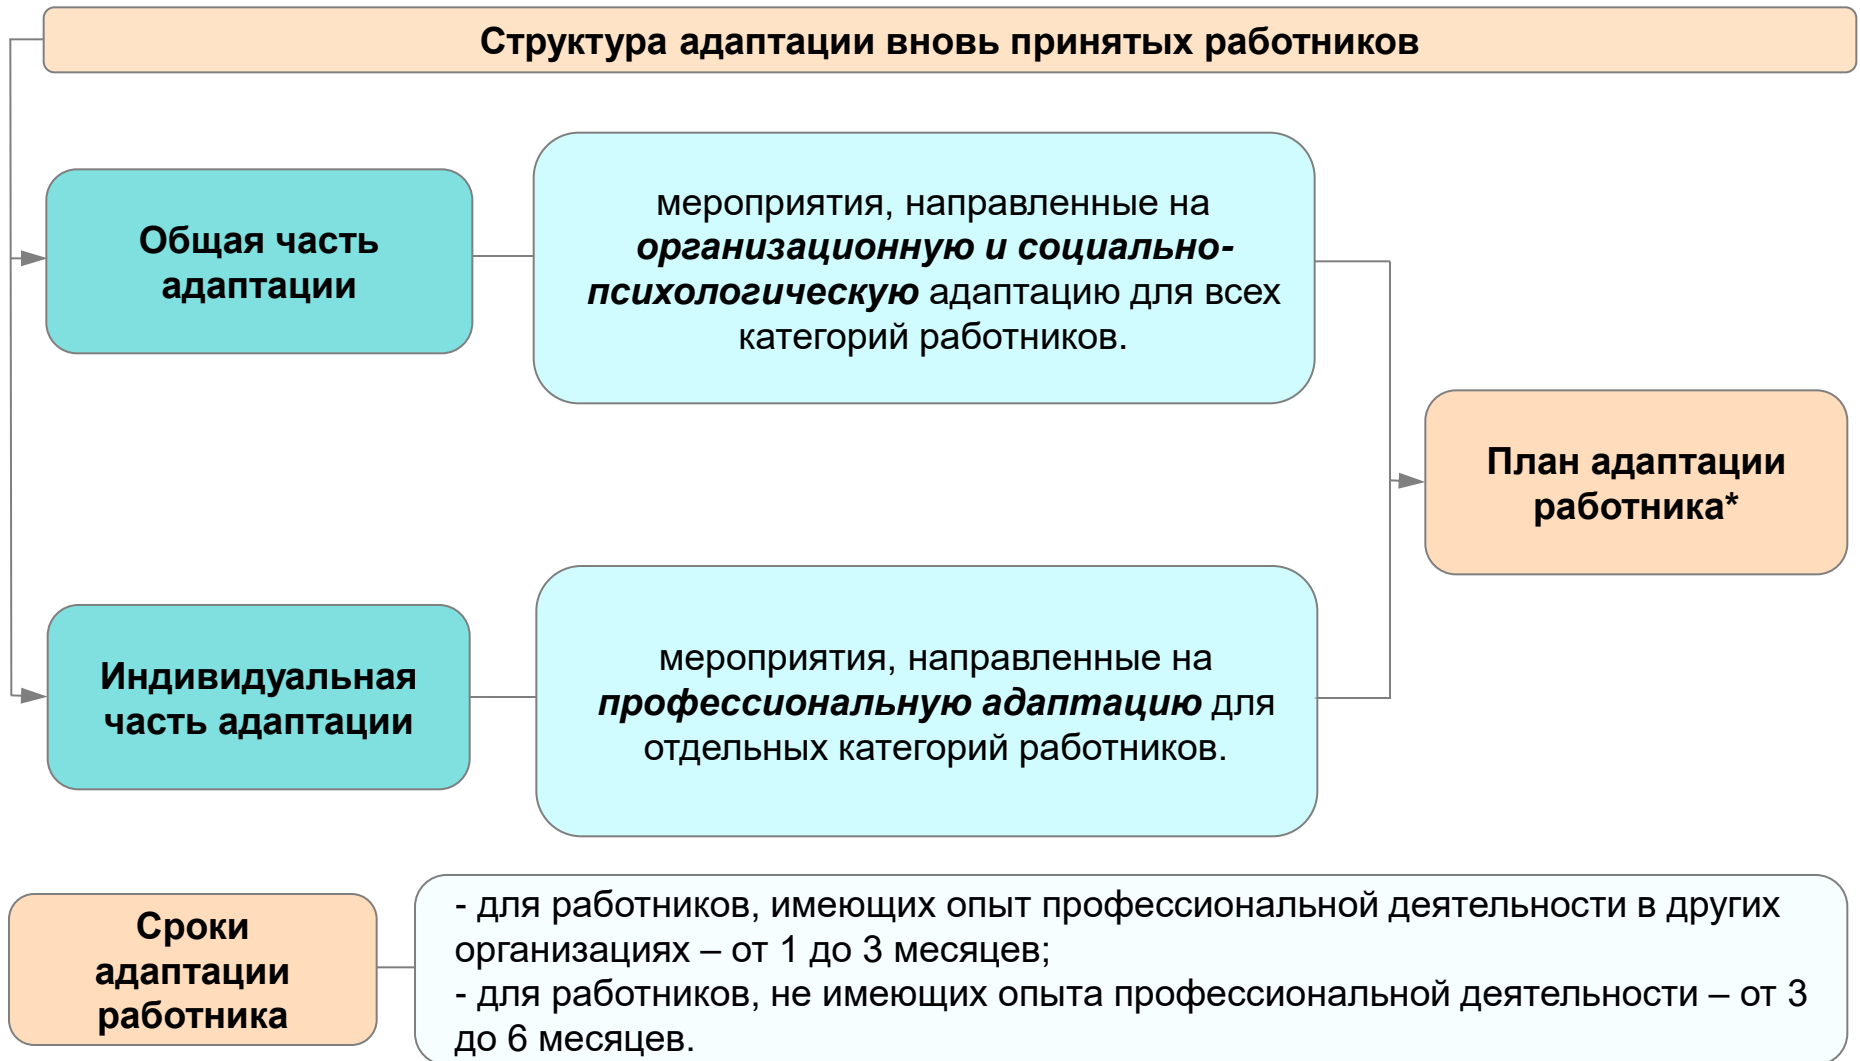 Структура адаптации вновь принятых работников
Общая часть
адаптации
мероприятия, направленные на
организационную и социально-
психологическую адаптацию для всех
категорий работников.
План адаптации
работника*
Индивидуальная
часть адаптации
мероприятия, направленные на
профессиональную адаптацию для
отдельных категорий работников.
Сроки
адаптации
работника
- для работников, имеющих опыт профессиональной деятельности в других
организациях – от 1 до 3 месяцев;
- для работников, не имеющих опыта профессиональной деятельности – от 3
до 6 месяцев.